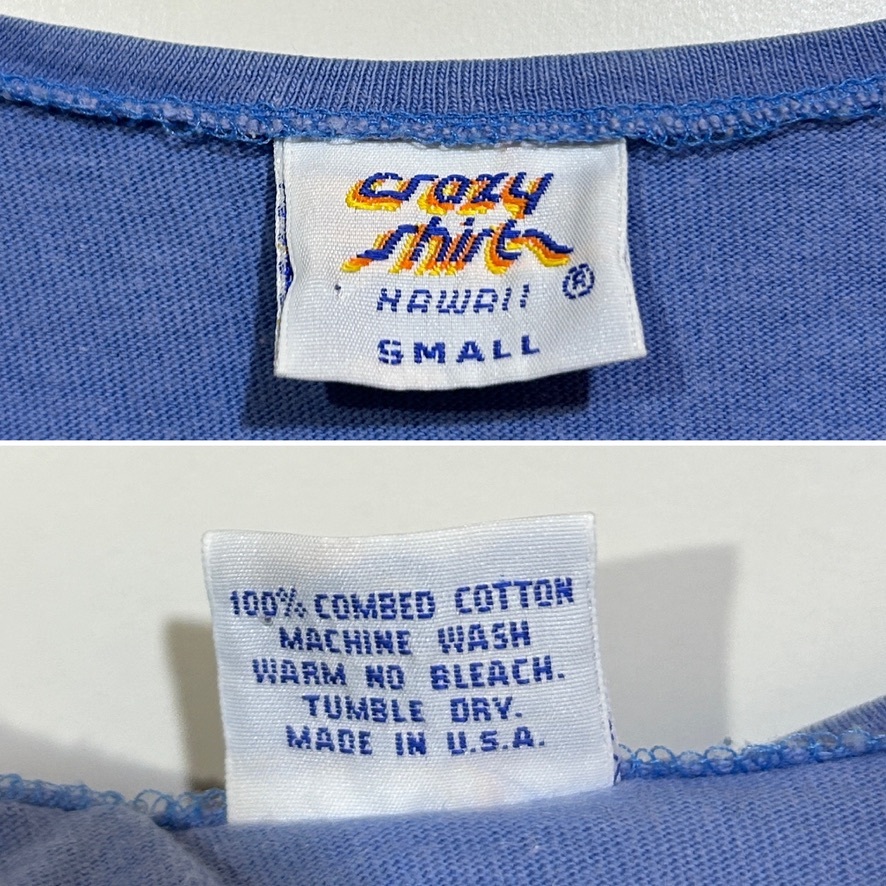 crazy
shirts
HAWAII ®
SMALL
100% COMBED COTTON
MACHINE WASH
WARM NO BLEACH.
TUMBLE DRY.
MADE IN U.S.A.